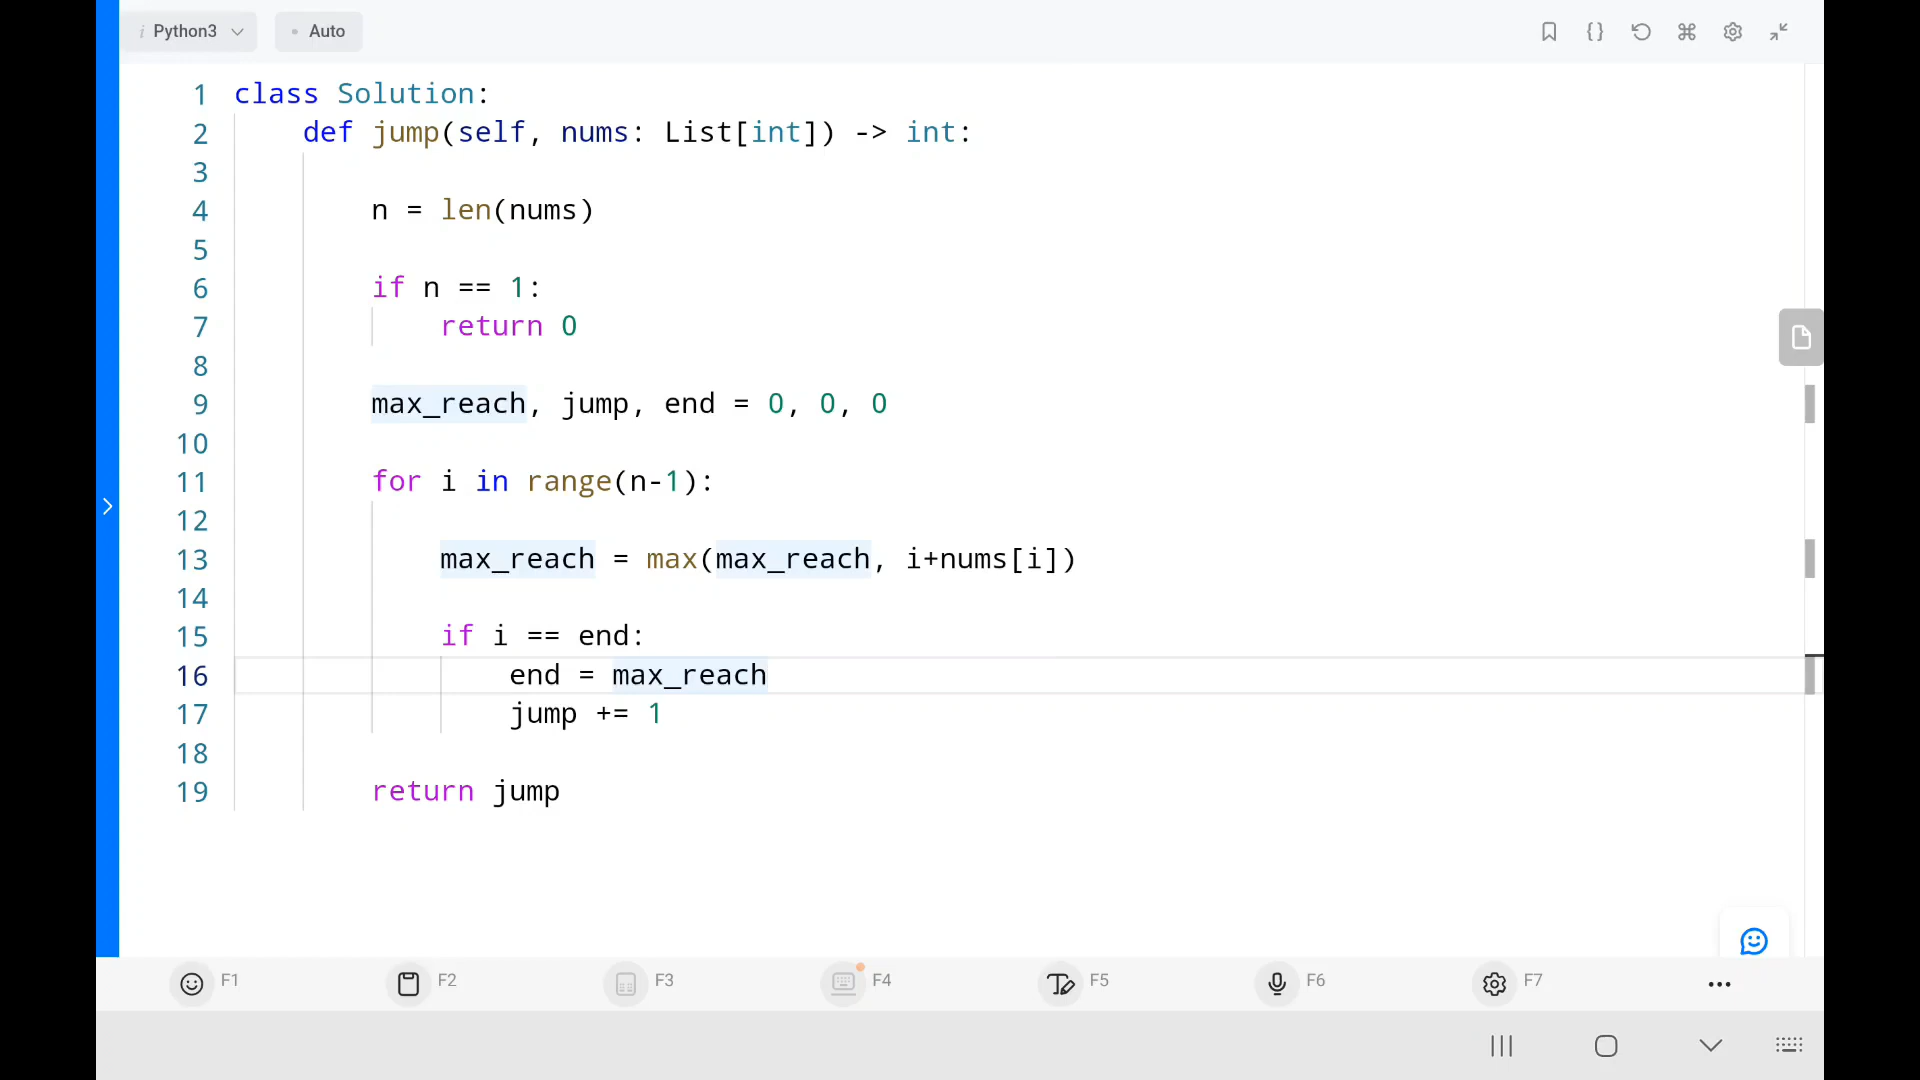 i Python3
Auto
1 class Solution:
2 def jump(self, nums: List[int]) -> int:
3
4 n = len(nums)
5
6 if n == 1:
7 return 0
8
9 max_reach, jump, end = 0, 0, 0
10
11 for i in range(n-1):
12
13 max_reach = max(max_reach, i+nums[i])
14
15 if i == end:
16 end = max_reach
17 jump += 1
18
19 return jump
F1 F2 F3 F4 F5 F6 F7